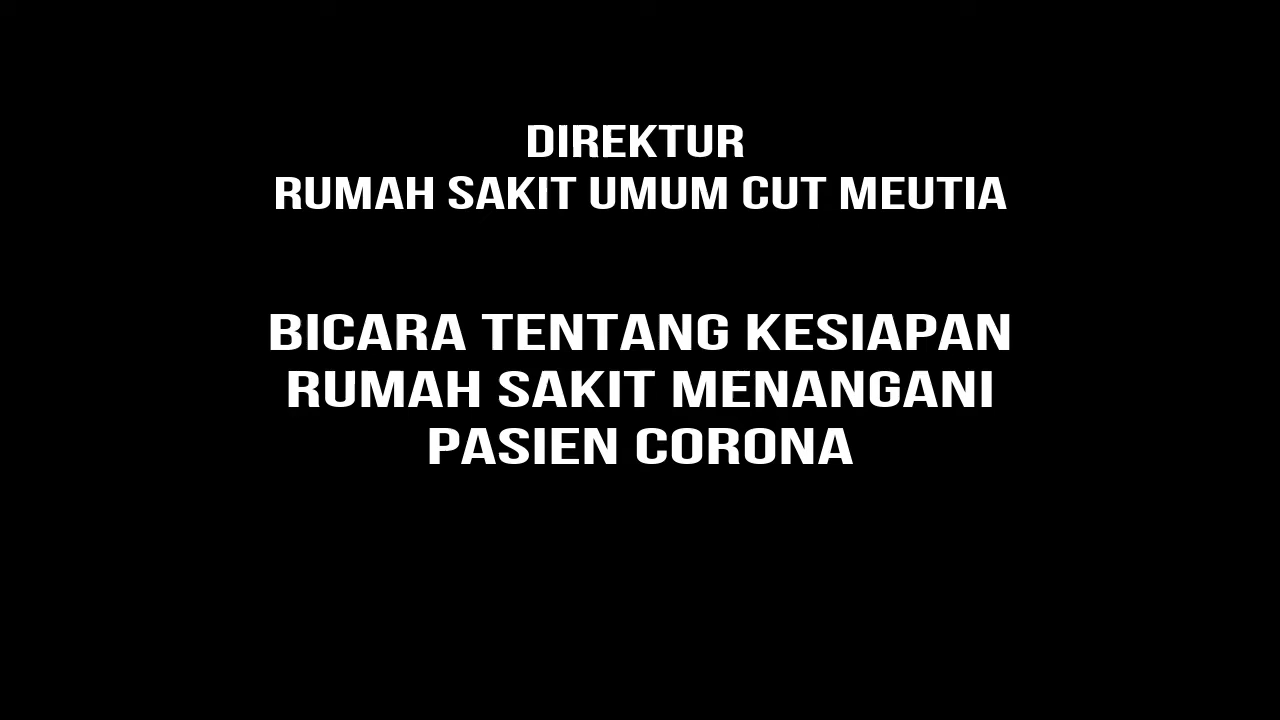 DIREKTUR
RUMAH SAKIT UMUM CUT MEUTIA
BICARA TENTANG KESIAPAN
RUMAH SAKIT MENANGANI
PASIEN CORONA